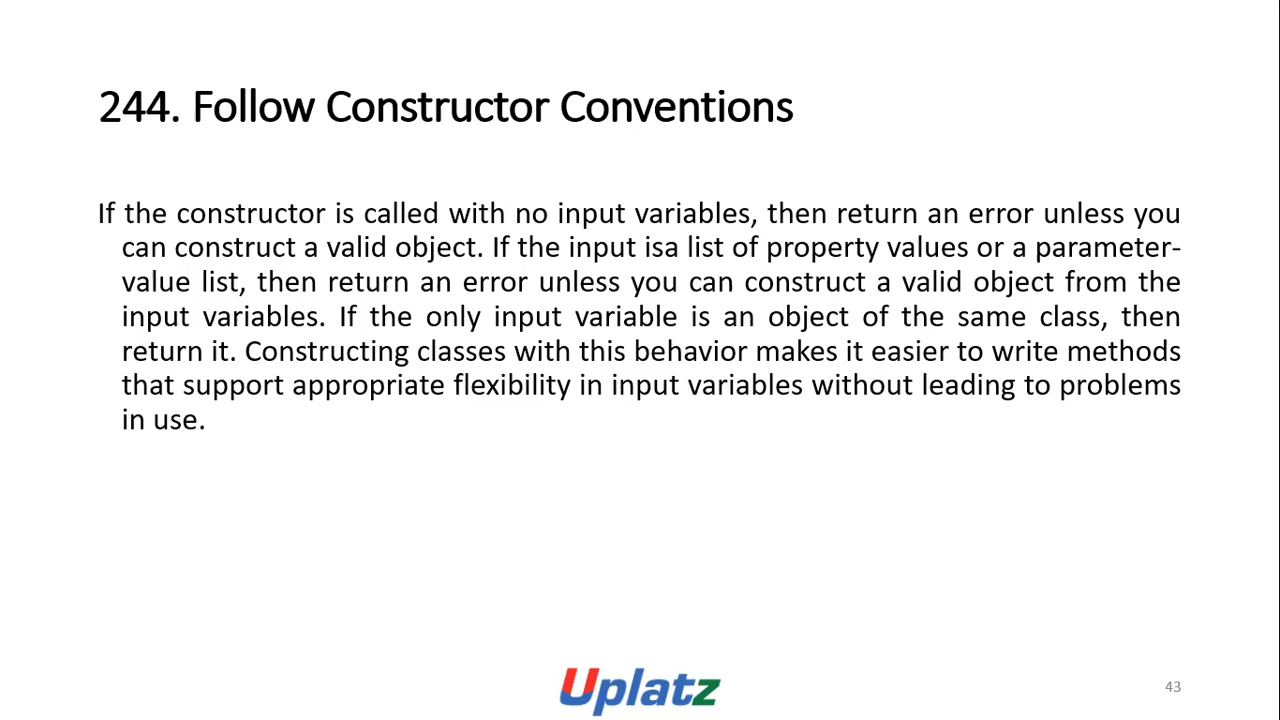 244. Follow Constructor Conventions
If the constructor is called with no input variables, then return an error unless you
can construct a valid object. If the input isa list of property values or a parameter-
value list, then return an error unless you can construct a valid object from the
input variables. If the only input variable is an object of the same class, then
return it. Constructing classes with this behavior makes it easier to write methods
that support appropriate flexibility in input variables without leading to problems
in use.
Uplatz
43